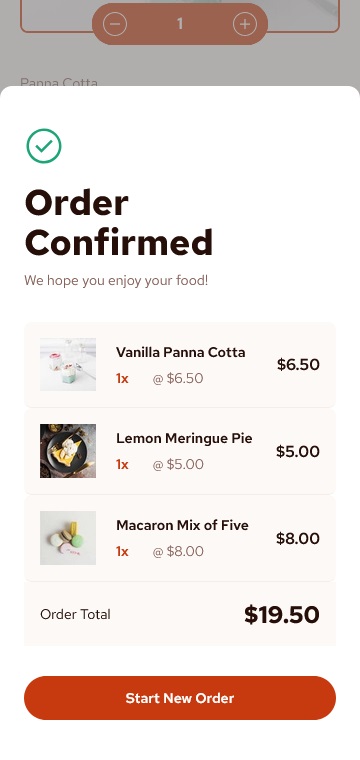 1
Panna Cotta
Order
Confirmed
We hope you enjoy your food!
Vanilla Panna Cotta
1x @ $6.50
$6.50
Lemon Meringue Pie
1x @ $5.00
$5.00
Macaron Mix of Five
1x @ $8.00
$8.00
Order Total $19.50
Start New Order